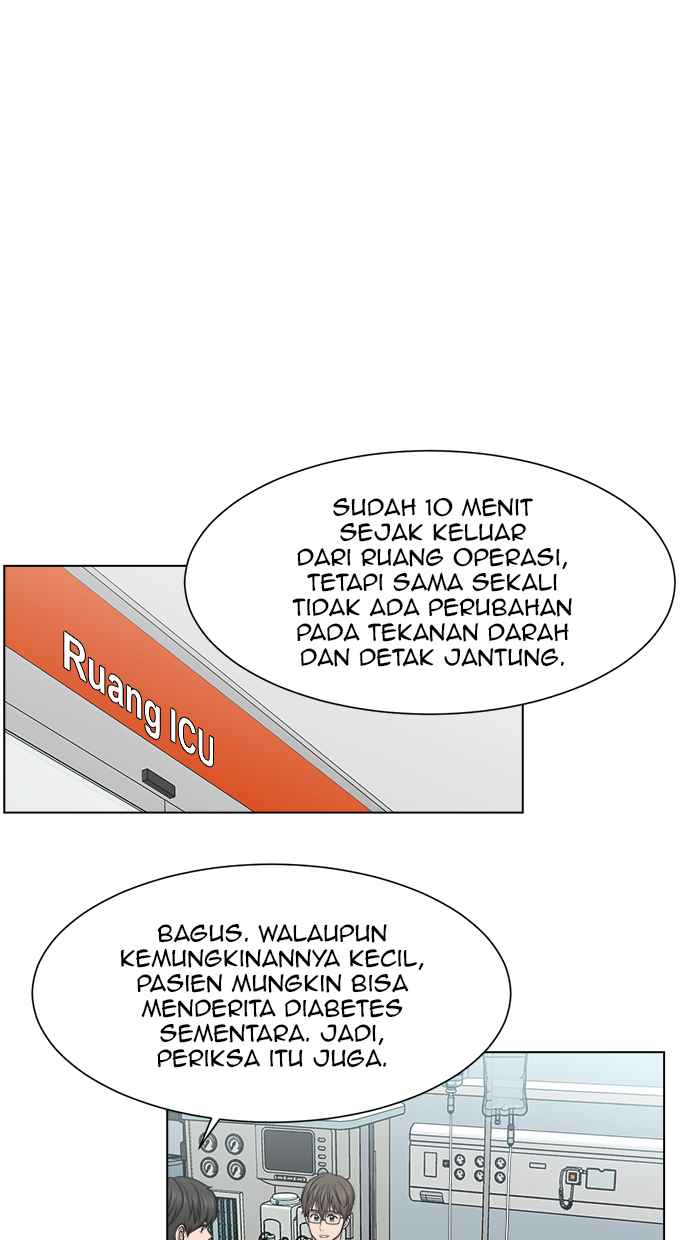 SUDAH 10 MENIT
SEJAK KELUAR
DARI RUANG OPERASI,
TETAPI SAMA SEKALI
TIDAK ADA PERUBAHAN
PADA TEKANAN DARAH
DAN DETAK JANTUNG.
Ruang ICU
BAGUS. WALAUPUN
KEMUNGKINANNYA KECIL,
PASIEN MUNGKIN BISA
MENDERITA DIABETES
SEMENTARA. JADI,
PERIKSA ITU JUGA.